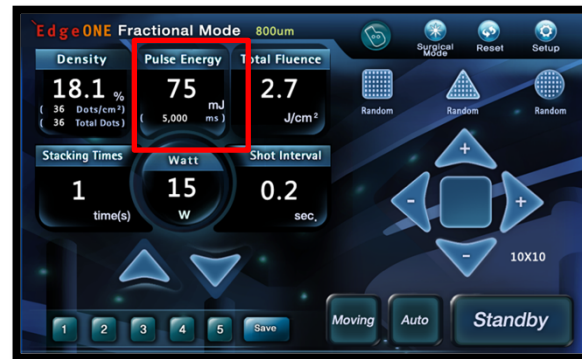 EdgeONE Fractional Mode 800um
Surgical Mode
Reset
Setup
Density
18.1 %
( 36 Dots/cm²)
( 36 Total Dots)
Pulse Energy
75 mJ
( 5,000 ms )
Total Fluence
2.7
J/cm²
Random
Random
Random
Stacking Times
1
time(s)
Watt
15
W
Shot Interval
0.2
sec.
+
-
+
-
10X10
1 2 3 4 5 Save
Moving
Auto
Standby